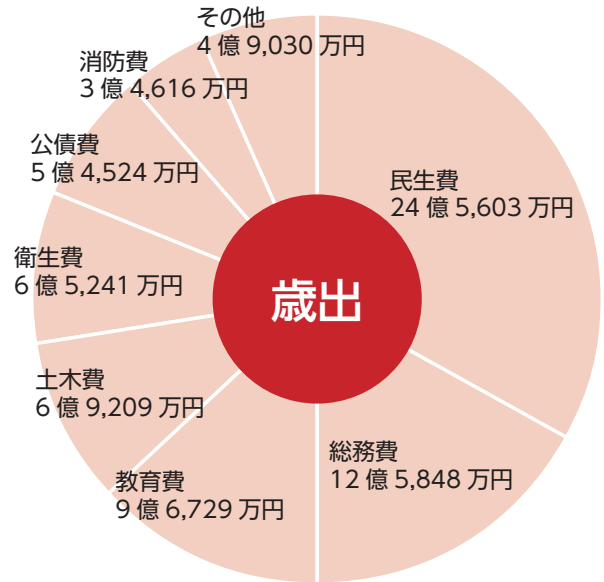 その他
4 億 9,030 万円
消防費
3 億 4,616 万円
公債費
5 億 4,524 万円
民生費
24 億 5,603 万円
衛生費
6 億 5,241 万円
歳出
土木費
6 億 9,209 万円
総務費
12 億 5,848 万円
教育費
9 億 6,729 万円